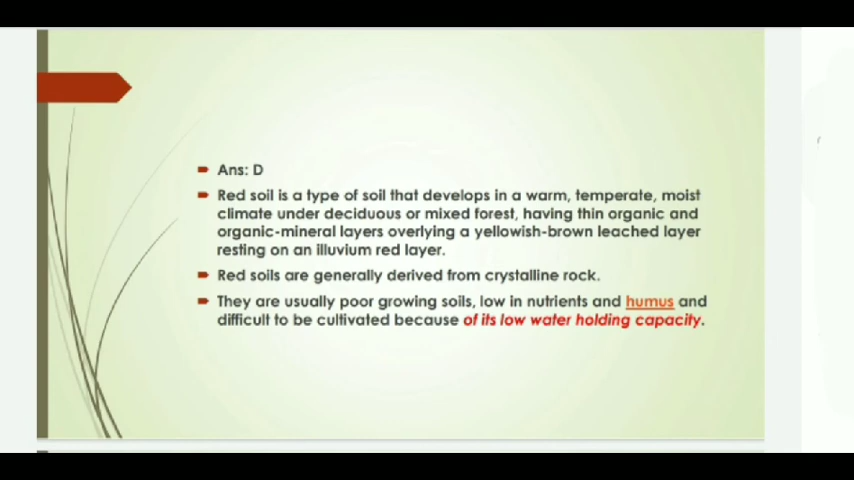 Ans: D
Red soil is a type of soil that develops in a warm, temperate, moist
climate under deciduous or mixed forest, having thin organic and
organic-mineral layers overlying a yellowish-brown leached layer
resting on an illuvium red layer.
Red soils are generally derived from crystalline rock.
They are usually poor growing soils, low in nutrients and humus and
difficult to be cultivated because of its low water holding capacity.